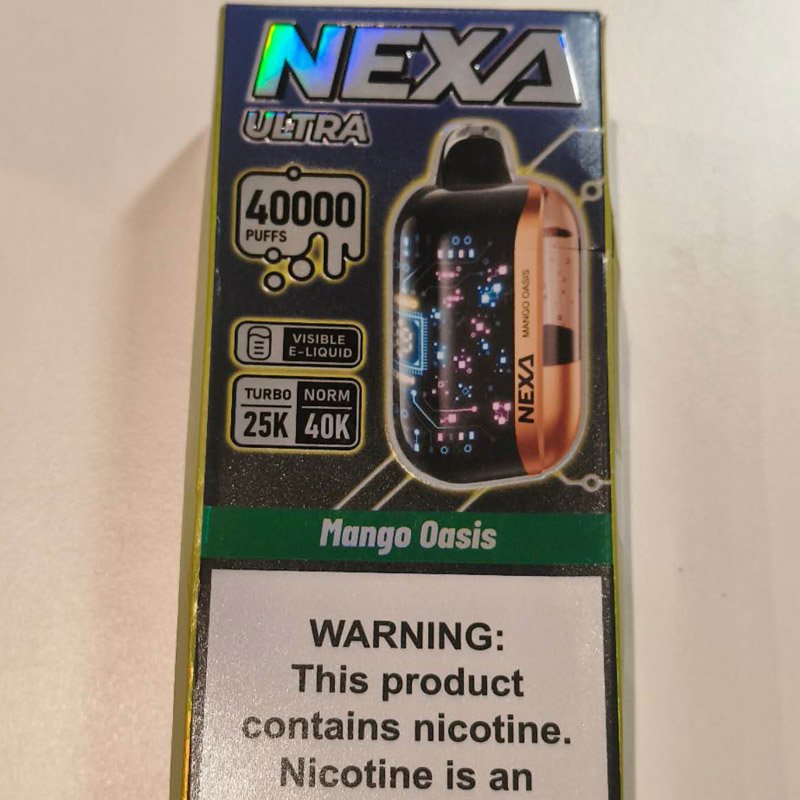 NEXA
ULTRA
40000
PUFFS
VISIBLE
E-LIQUID
TURBO NORM
25K 40K
NEXA MANGO OASIS
Mango Oasis
WARNING:
This product
contains nicotine.
Nicotine is an